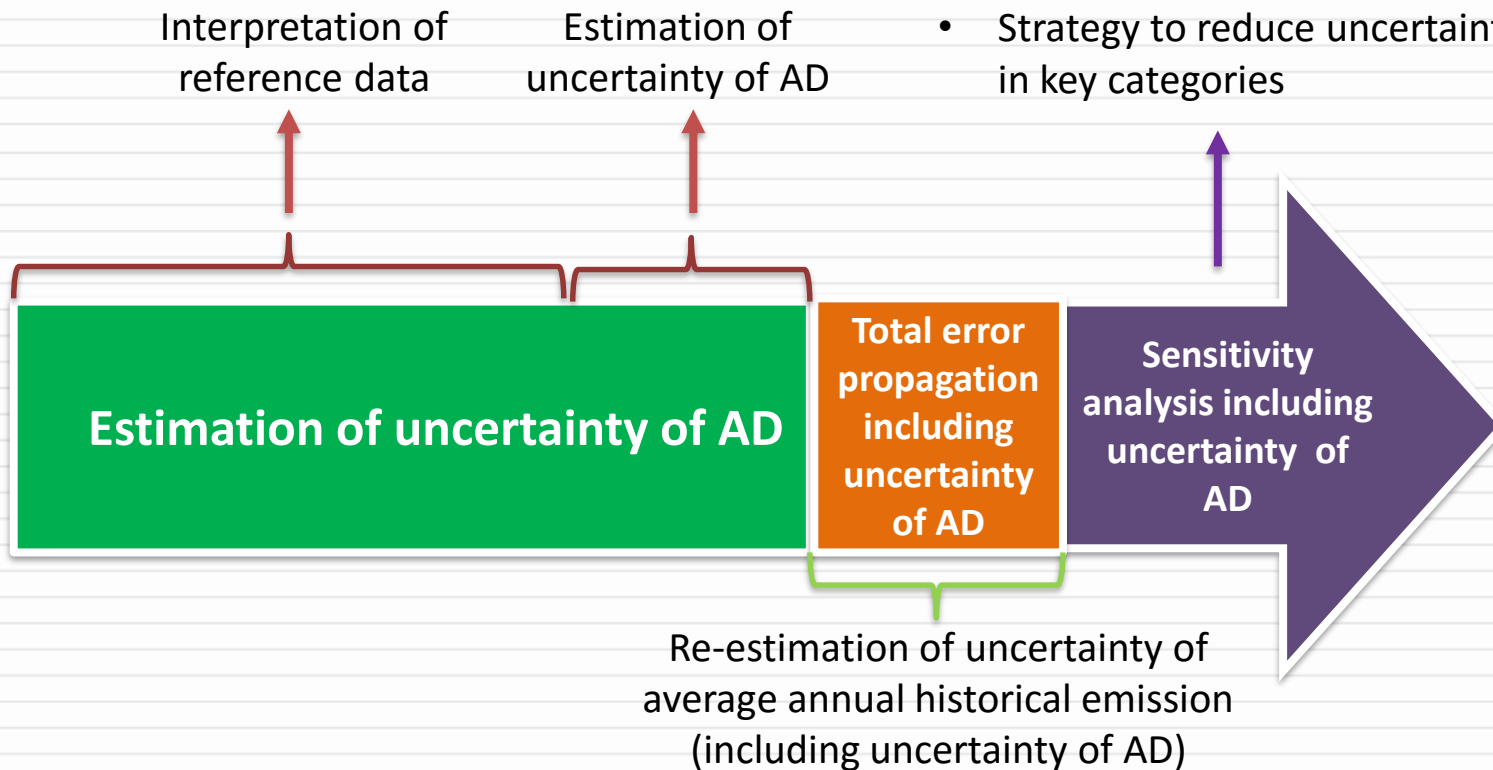 Interpretation of
reference data
Estimation of
uncertainty of AD
• Strategy to reduce
in key categories
Estimation of uncertainty of AD
Total error
propagation
including
uncertainty
of AD
Sensitivity
analysis including
uncertainty of
AD
Re-estimation of uncertainty of
average annual historical emission
(including uncertainty of AD)